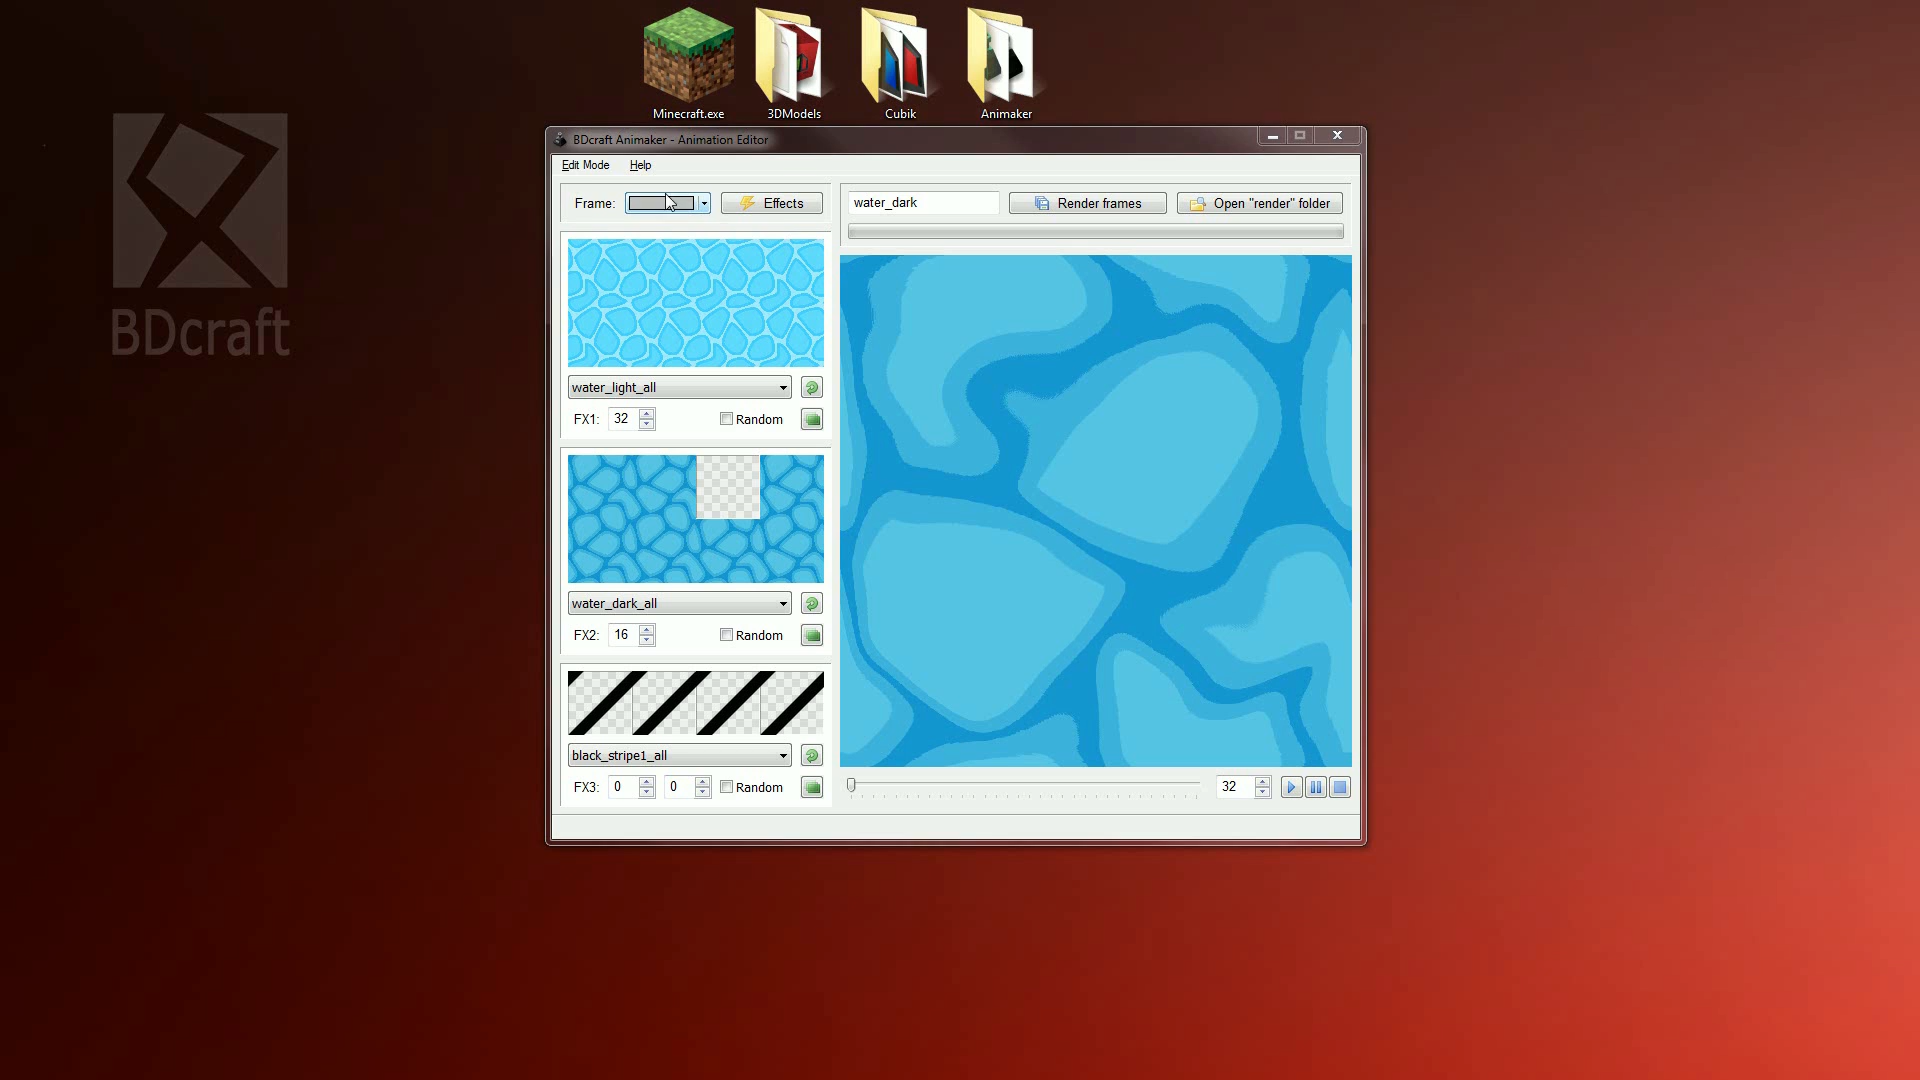 Minecraft.exe
3DModels
Cubik
Animaker
BDcraft
BDcraft Animaker - Animation Editor
Edit Mode
Help
Frame:
Effects
water_dark
Render frames
Open "render" folder
water_light_all
FX1:
32
Random
water_dark_all
FX2:
16
Random
black_stripe1_all
FX3:
0
0
Random
32